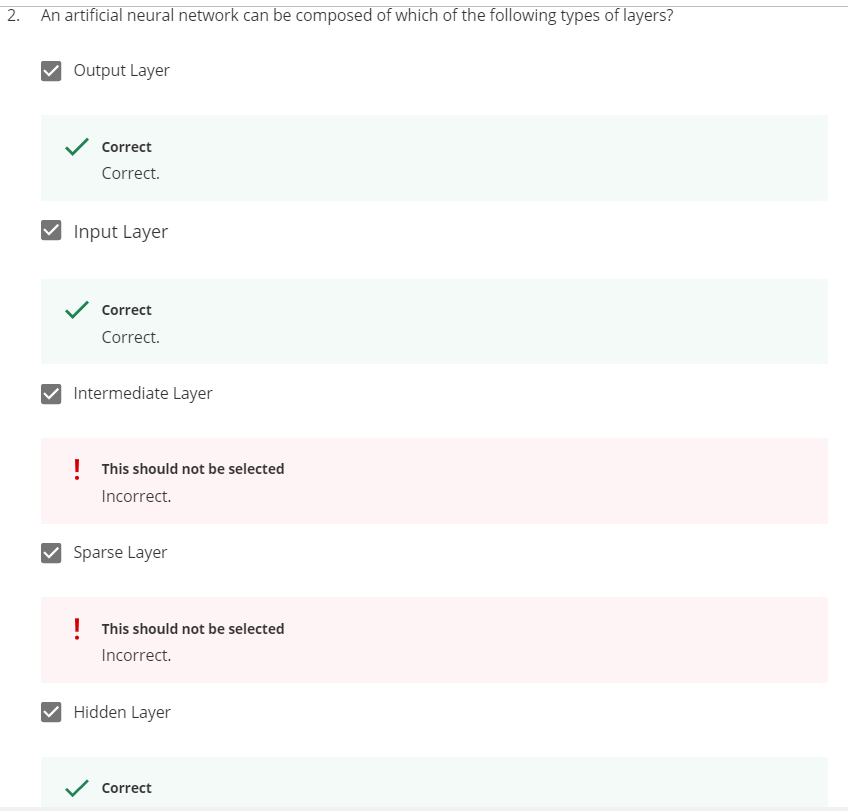 2. An artificial neural network can be composed of which of the following types of layers?
Output Layer
Correct
Correct.
Input Layer
Correct
Correct.
Intermediate Layer
This should not be selected
Incorrect.
Sparse Layer
This should not be selected
Incorrect.
Hidden Layer
Correct